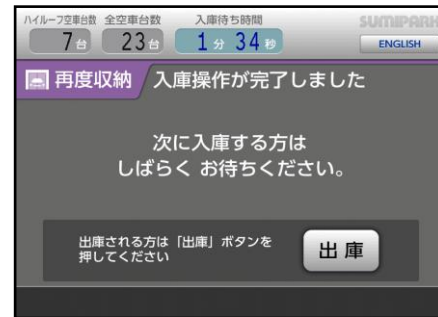 ハイルーフ空車台数 全空車台数 入庫待ち時間 SUMIPARK
7台 23台 1分34秒 ENGLISH
再度収納 入庫操作が完了しました
次に入庫する方は
しばらく お待ちください。
出庫される方は「出庫」ボタンを
押してください
出 庫